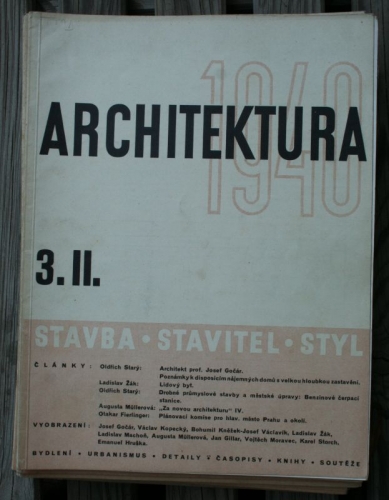 1940
1940
ARCHITEKTURA
3. II.
STAVBA • STAVITEL • STYL
ČLÁNKY: Oldřich Starý: Architekt prof. Josef Gočár.
Poznámky k disposicím nájemných domů s velkou hloubkou zastavění.
Ladislav Žák: Lidový byt.
Oldřich Starý: Drobné průmyslové stavby a městské úpravy: Benzinové čerpací
stanice.
Augusta Müllerová: „Za novou architekturu" IV.
Otakar Fierlinger: Plánovací komise pro hlav. město Prahu a okolí.
VYOBRAZENÍ: Josef Gočár, Václav Kopecký, Bohumil Kněžek-Josef Václavík, Ladislav Žák,
Ladislav Machoň, Augusta Müllerová, Jan Gillar, Vojtěch Moravec, Karel Storch,
Emanuel Hruška.
BYDLENÍ • URBANISMUS • DETAILY • ČASOPISY • KNIHY • SOUTĚŽE